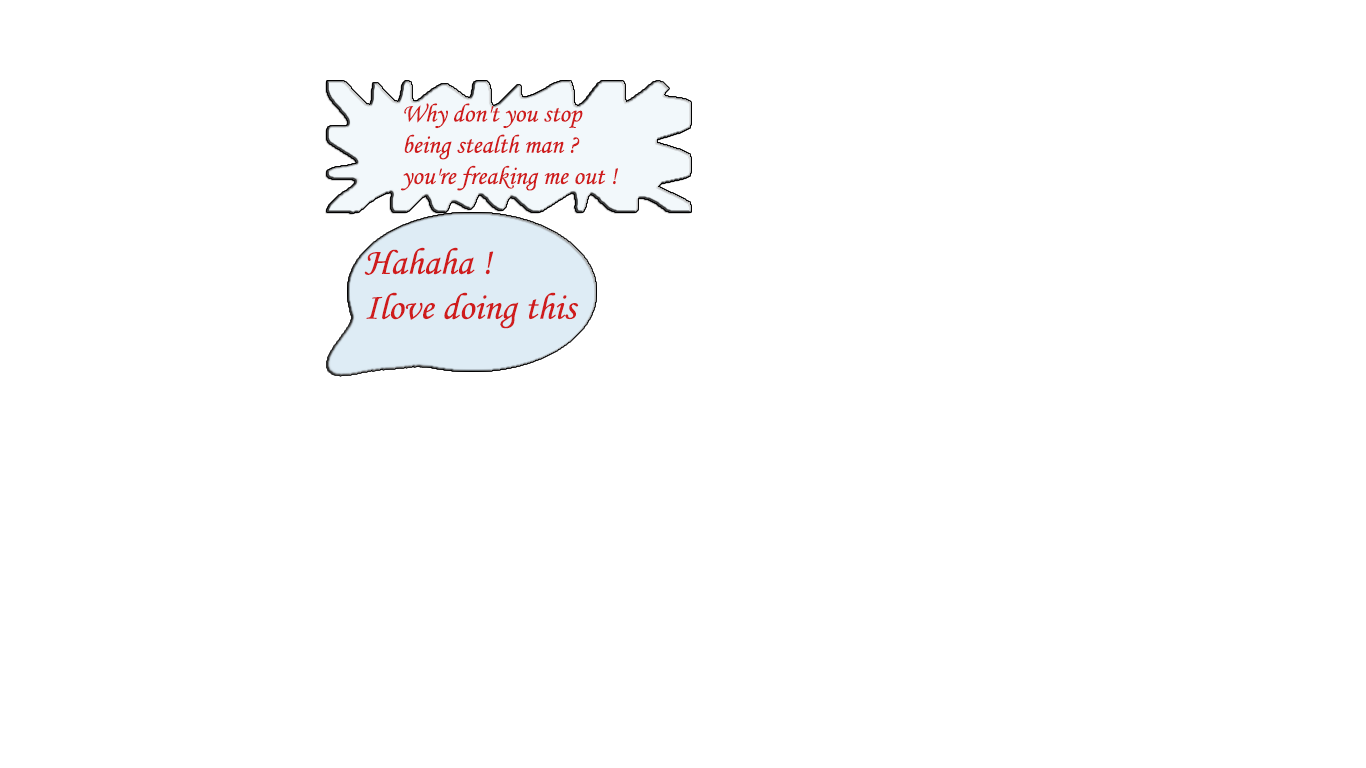 Why don't you stop
being stealth man ?
you're freaking me out !
Hahaha !
Ilove doing this